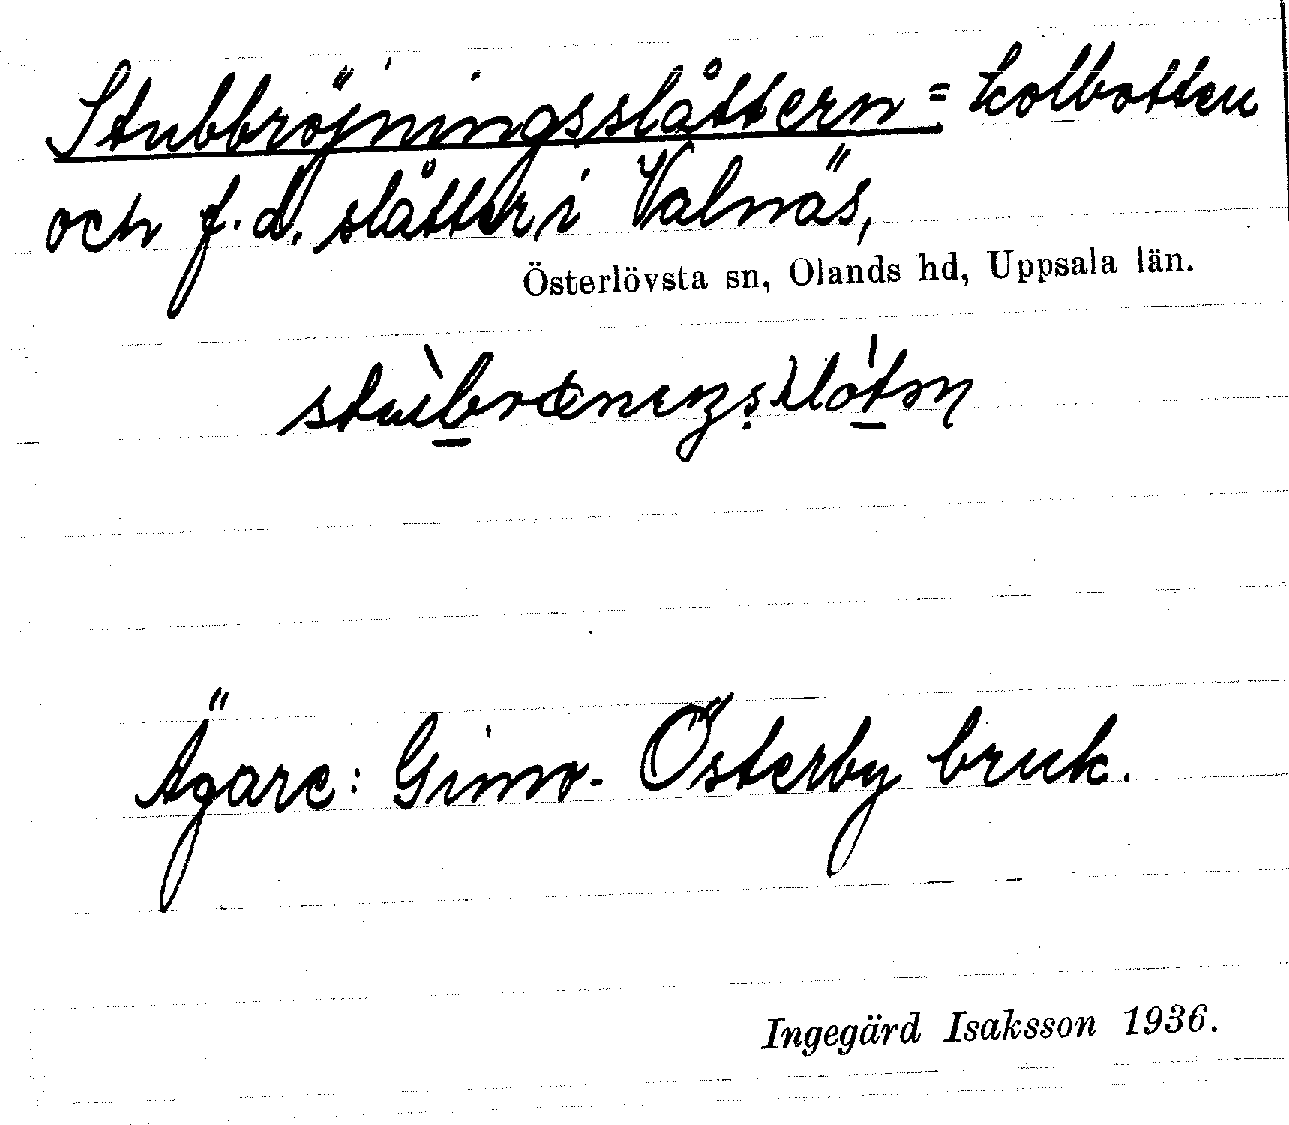 Stubbröjningsslåttern = kolbotten
och f.d. slåtter i Valnäs,
Österlövsta sn, Olands hd, Uppsala län.
Ägare: Gimo-Österby bruk.
Ingegärd Isaksson 1936.